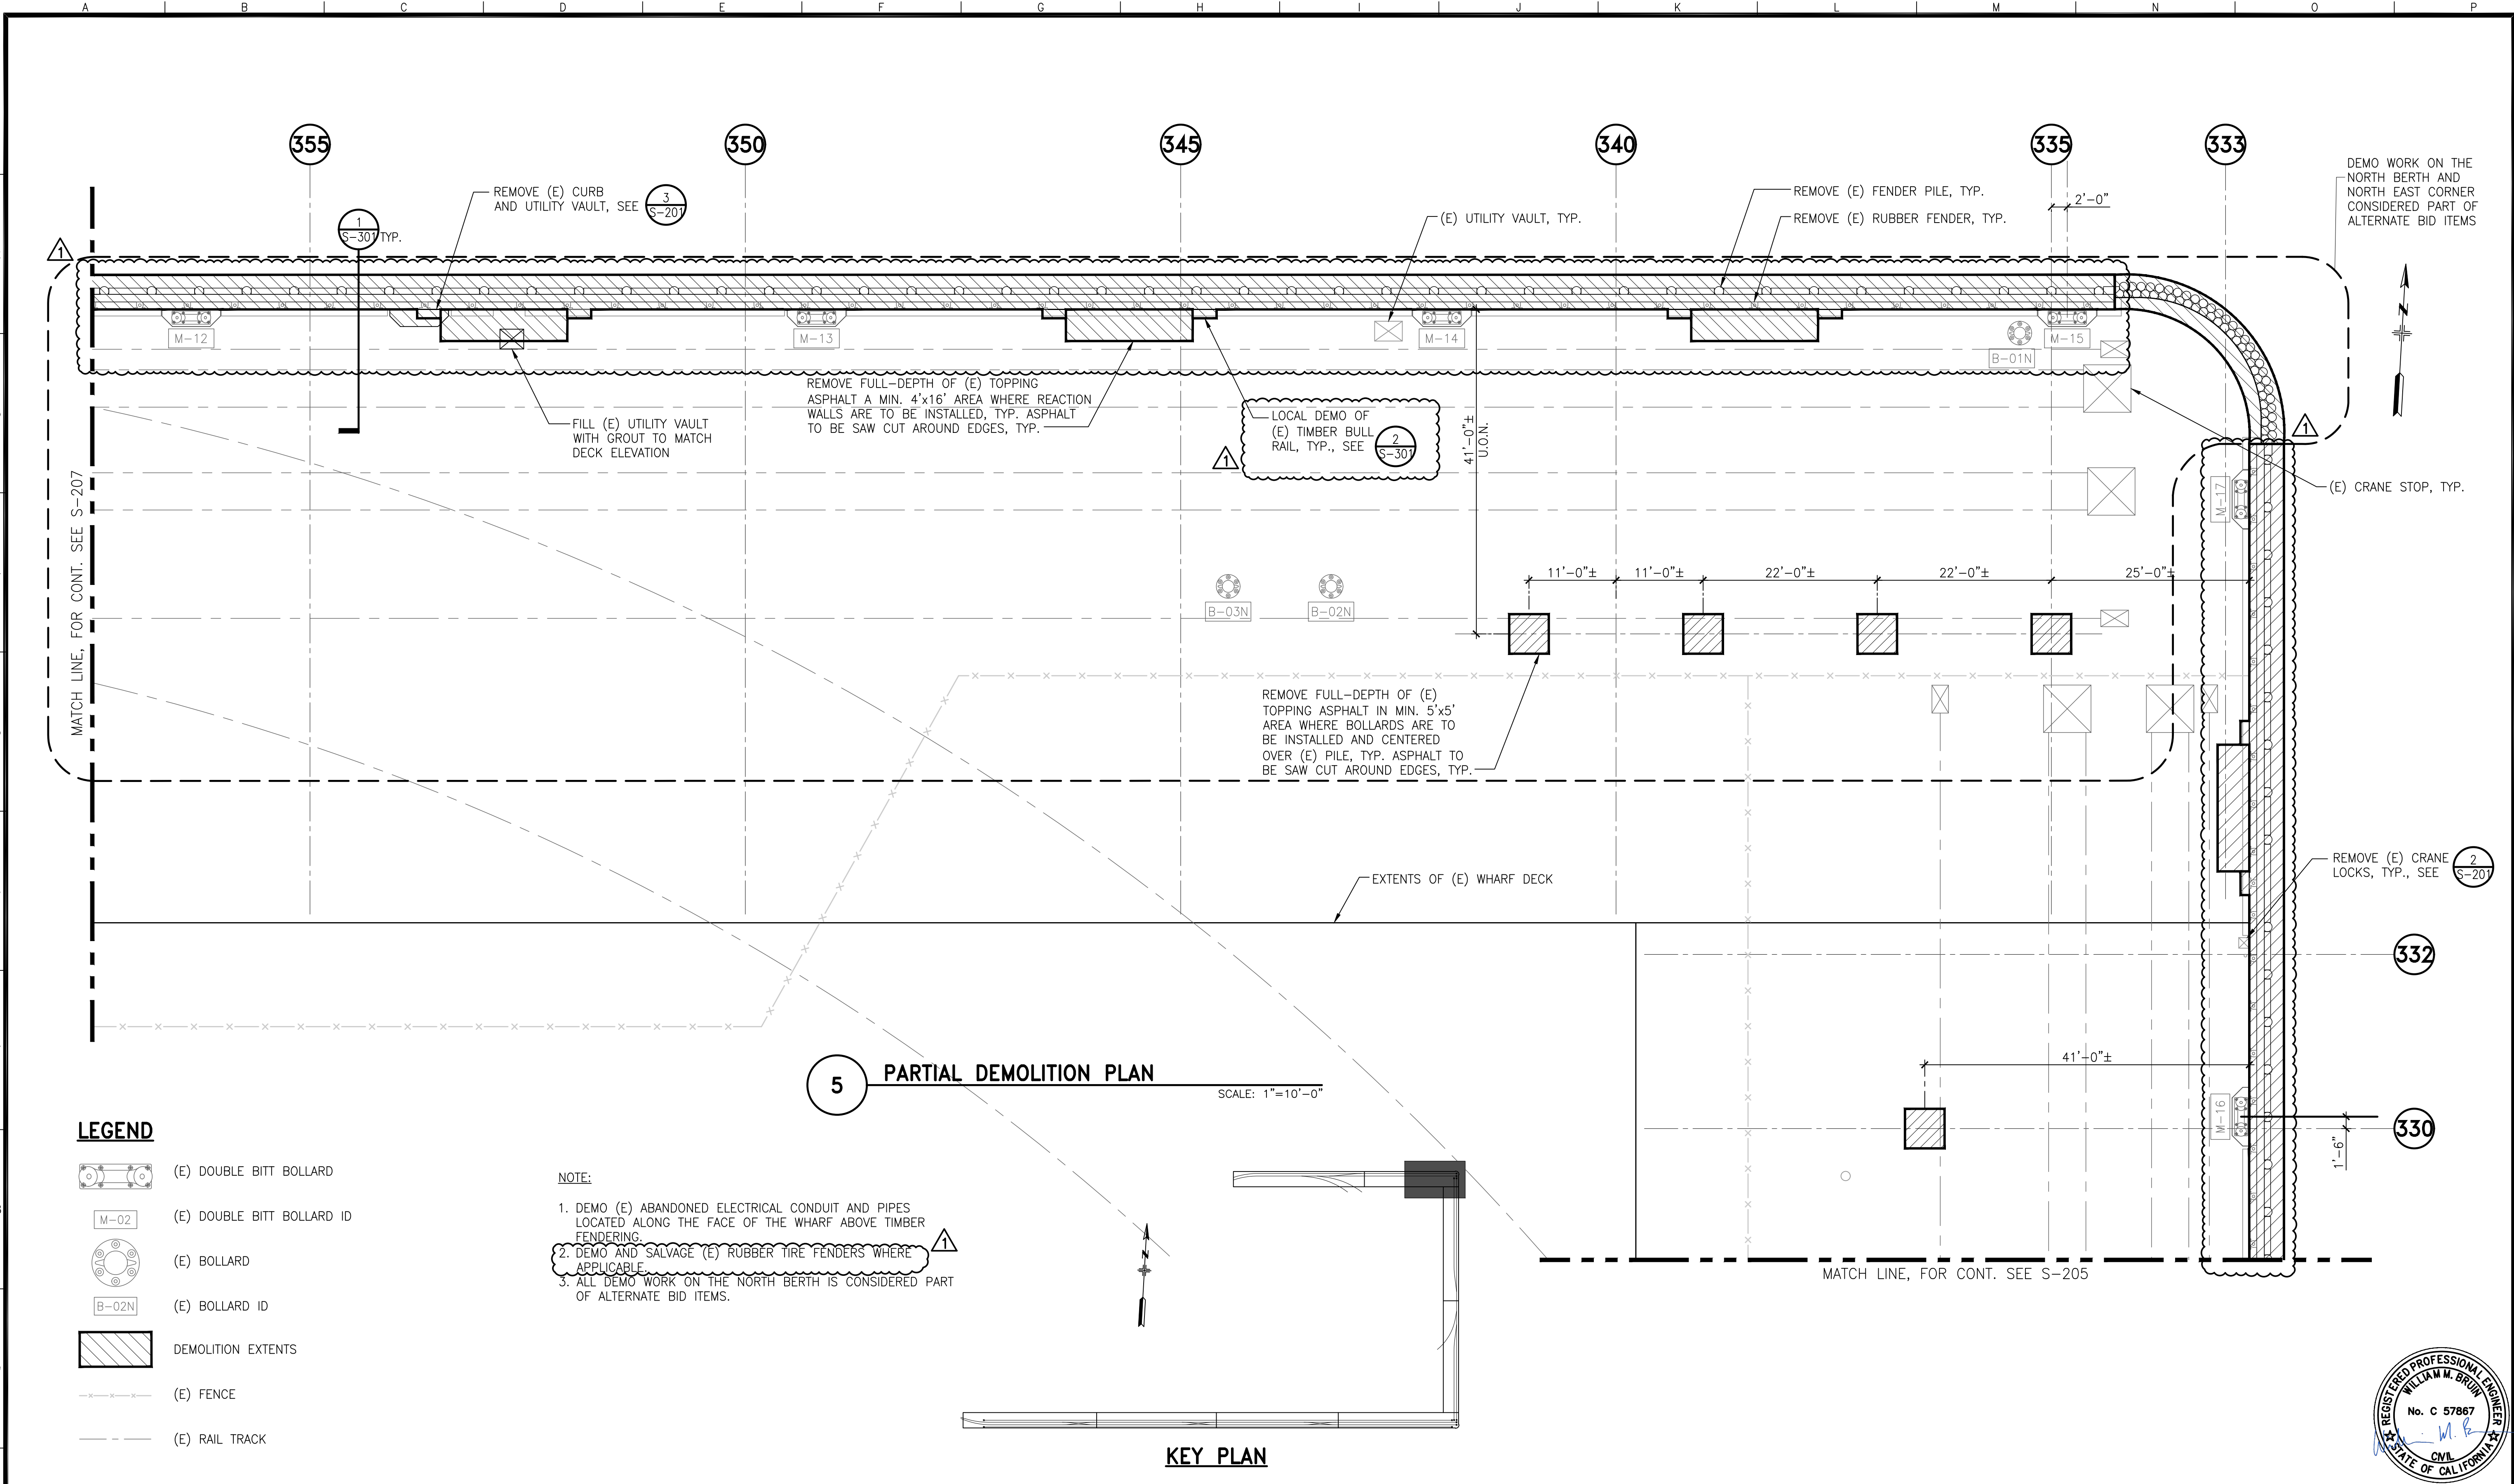 A B C D E F G H I J K L M N O P
355
350
345
340
335
333
DEMO WORK ON THE
NORTH BERTH AND
NORTH EAST CORNER
CONSIDERED PART OF
ALTERNATE BID ITEMS
REMOVE (E) CURB
AND UTILITY VAULT, SEE
3
S-201
1
S-301
TYP.
(E) UTILITY VAULT, TYP.
REMOVE (E) FENDER PILE, TYP.
REMOVE (E) RUBBER FENDER, TYP.
2'-0"
1
N
M-12
M-13
M-14
M-15
B-01N
FILL (E) UTILITY VAULT
WITH GROUT TO MATCH
DECK ELEVATION
REMOVE FULL-DEPTH OF (E) TOPPING
ASPHALT A MIN. 4'x16' AREA WHERE REACTION
WALLS ARE TO BE INSTALLED, TYP. ASPHALT
TO BE SAW CUT AROUND EDGES, TYP.
LOCAL DEMO OF
(E) TIMBER BULL
RAIL, TYP., SEE
2
S-301
1
41'-0"±
U.O.N.
1
(E) CRANE STOP, TYP.
M-17
MATCH LINE, FOR CONT. SEE S-207
11'-0"±
11'-0"±
22'-0"±
22'-0"±
25'-0"±
B-03N
B-02N
REMOVE FULL-DEPTH OF (E)
TOPPING ASPHALT IN MIN. 5'x5'
AREA WHERE BOLLARDS ARE TO
BE INSTALLED AND CENTERED
OVER (E) PILE, TYP. ASPHALT TO
BE SAW CUT AROUND EDGES, TYP.
EXTENTS OF (E) WHARF DECK
REMOVE (E) CRANE
LOCKS, TYP., SEE
2
S-201
332
41'-0"±
M-16
330
1'-6"
5
PARTIAL DEMOLITION PLAN
SCALE: 1"=10'-0"
MATCH LINE, FOR CONT. SEE S-205
LEGEND
(E) DOUBLE BITT BOLLARD
M-02
(E) DOUBLE BITT BOLLARD ID
(E) BOLLARD
B-02N
(E) BOLLARD ID
DEMOLITION EXTENTS
(E) FENCE
(E) RAIL TRACK
NOTE:
1. DEMO (E) ABANDONED ELECTRICAL CONDUIT AND PIPES
LOCATED ALONG THE FACE OF THE WHARF ABOVE TIMBER
FENDERING.
2. DEMO AND SALVAGE (E) RUBBER TIRE FENDERS WHERE
APPLICABLE.
1
3. ALL DEMO WORK ON THE NORTH BERTH IS CONSIDERED PART
OF ALTERNATE BID ITEMS.
N
KEY PLAN
REGISTERED PROFESSIONAL ENGINEER
WILLIAM M. BRUIN
No. C 57867
CIVIL
STATE OF CALIFORNIA